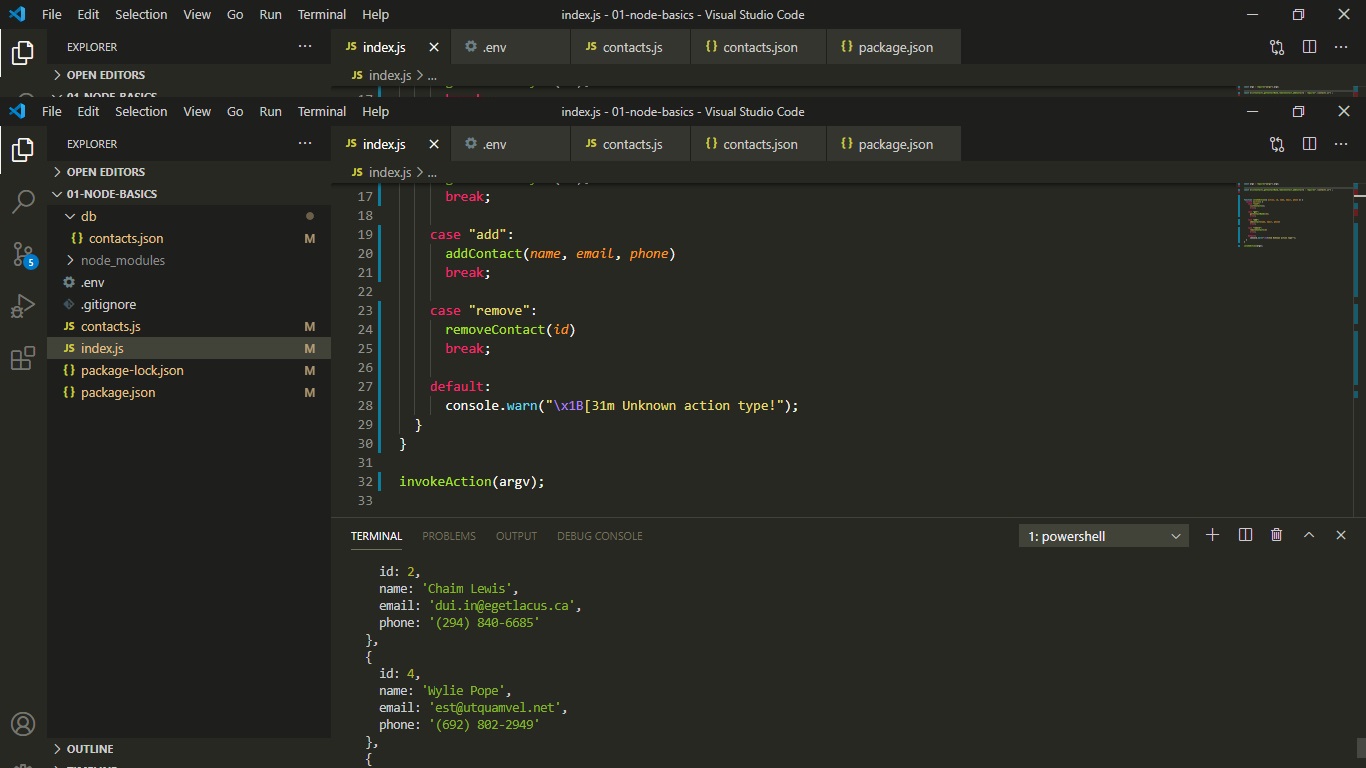 File Edit Selection View Go Run Terminal Help index.js - 01-node-basics - Visual Studio Code
EXPLORER ... JS index.js .env JS contacts.js {} contacts.json {} package.json ...
OPEN EDITORS JS index.js > ...
01-NODE-BASICS
File Edit Selection View Go Run Terminal Help index.js - 01-node-basics - Visual Studio Code
EXPLORER ... JS index.js .env JS contacts.js {} contacts.json {} package.json ...
OPEN EDITORS JS index.js > ...
01-NODE-BASICS
db
{} contacts.json M
node_modules
.env
.gitignore
JS contacts.js M
JS index.js M
{} package-lock.json M
{} package.json M
5
OUTLINE
17 break;
18
19 case "add":
20 addContact(name, email, phone)
21 break;
22
23 case "remove":
24 removeContact(id)
25 break;
26
27 default:
28 console.warn("\x1B[31m Unknown action type!");
29 }
30 }
31
32 invokeAction(argv);
33
TERMINAL PROBLEMS OUTPUT DEBUG CONSOLE 1: powershell
id: 2,
name: 'Chaim Lewis',
email: 'dui.in@egetlacus.ca',
phone: '(294) 840-6685'
},
{
id: 4,
name: 'Wylie Pope',
email: 'est@utquamvel.net',
phone: '(692) 802-2949'
},
{